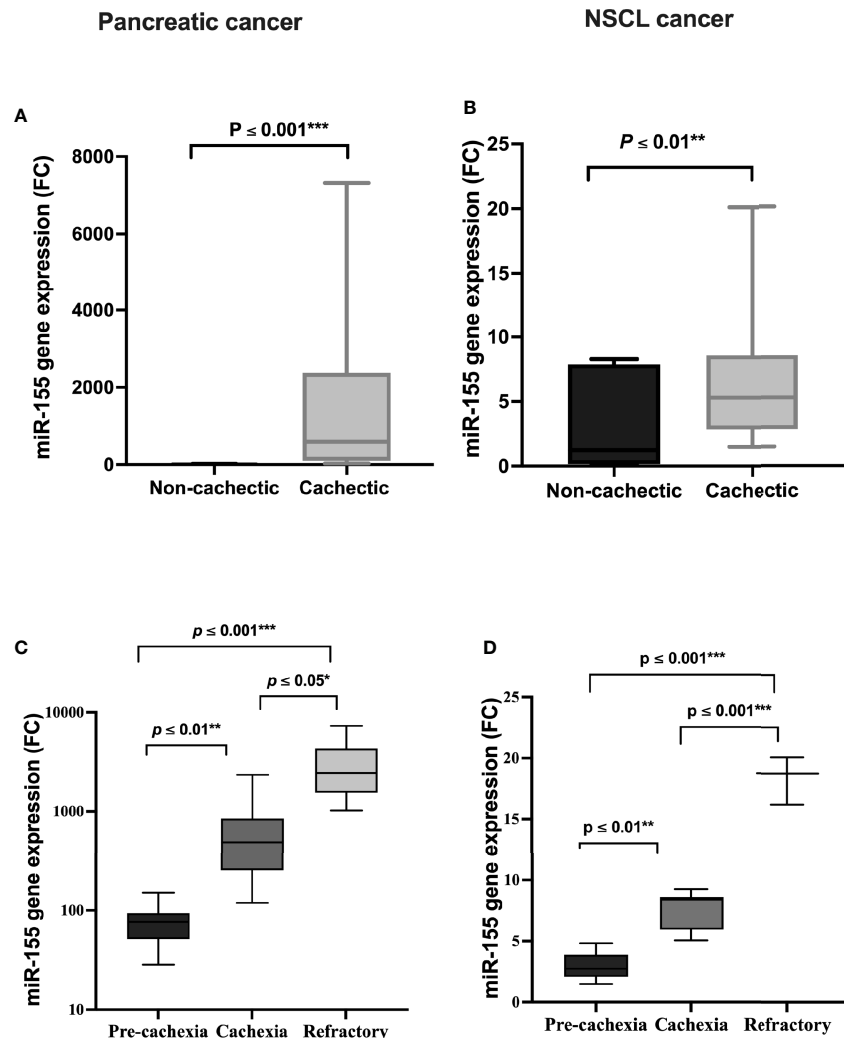 Pancreatic cancer
NSCL cancer
A
P ≤ 0.001***
miR-155 gene expression (FC)
8000
6000
4000
2000
0
Non-cachectic
Cachectic
B
P ≤ 0.01**
miR-155 gene expression (FC)
25
20
15
10
5
0
Non-cachectic
Cachectic
C
p ≤ 0.001***
p ≤ 0.05*
p ≤ 0.01**
miR-155 gene expression (FC)
10000
1000
100
10
Pre-cachexia
Cachexia
Refractory
D
p ≤ 0.001***
p ≤ 0.001***
p ≤ 0.01**
miR-155 gene expression (FC)
25
20
15
10
5
0
Pre-cachexia
Cachexia
Refractory